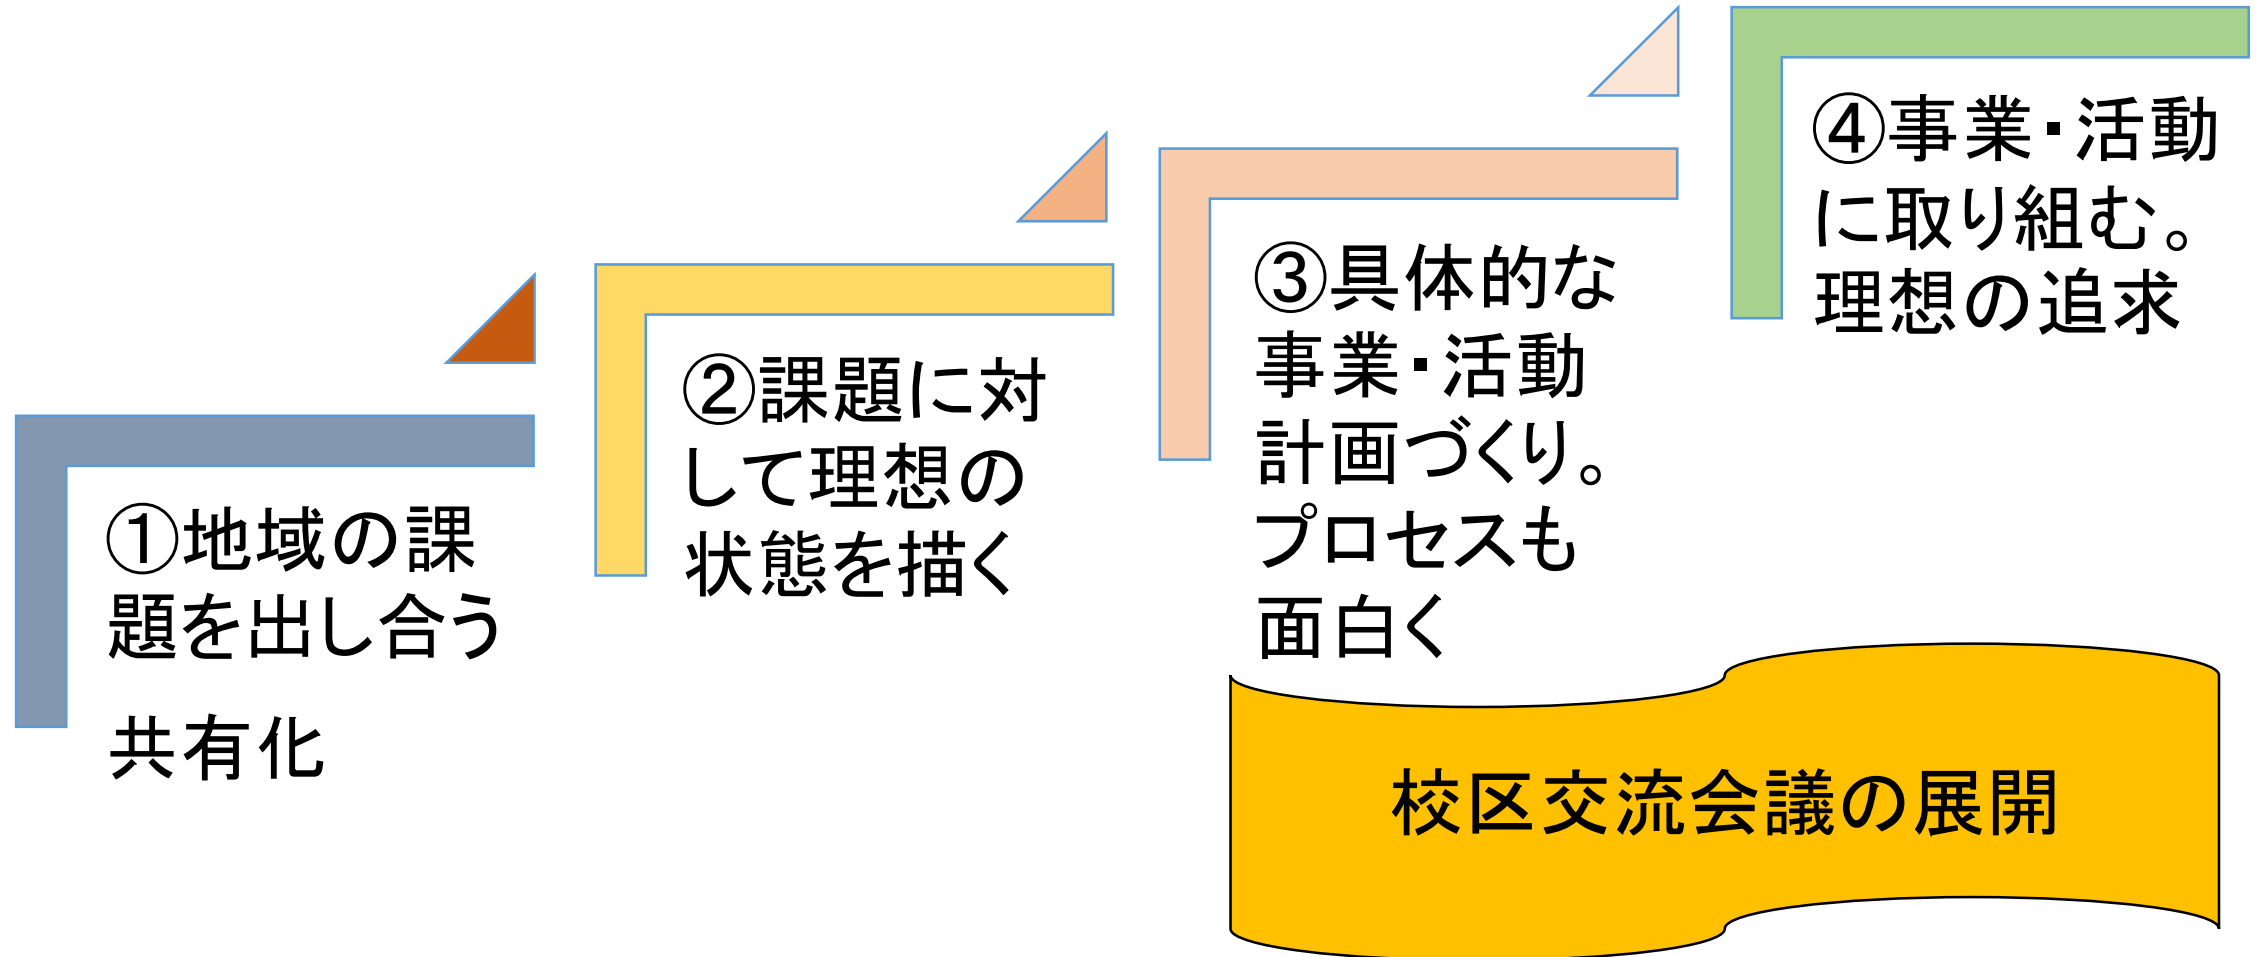 ①地域の課
題を出し合う
共有化
②課題に対
して理想の
状態を描く
③具体的な
事業・活動
計画づくり。
プロセスも
面白く
④事業・活動
に取り組む。
理想の追求
校区交流会議の展開